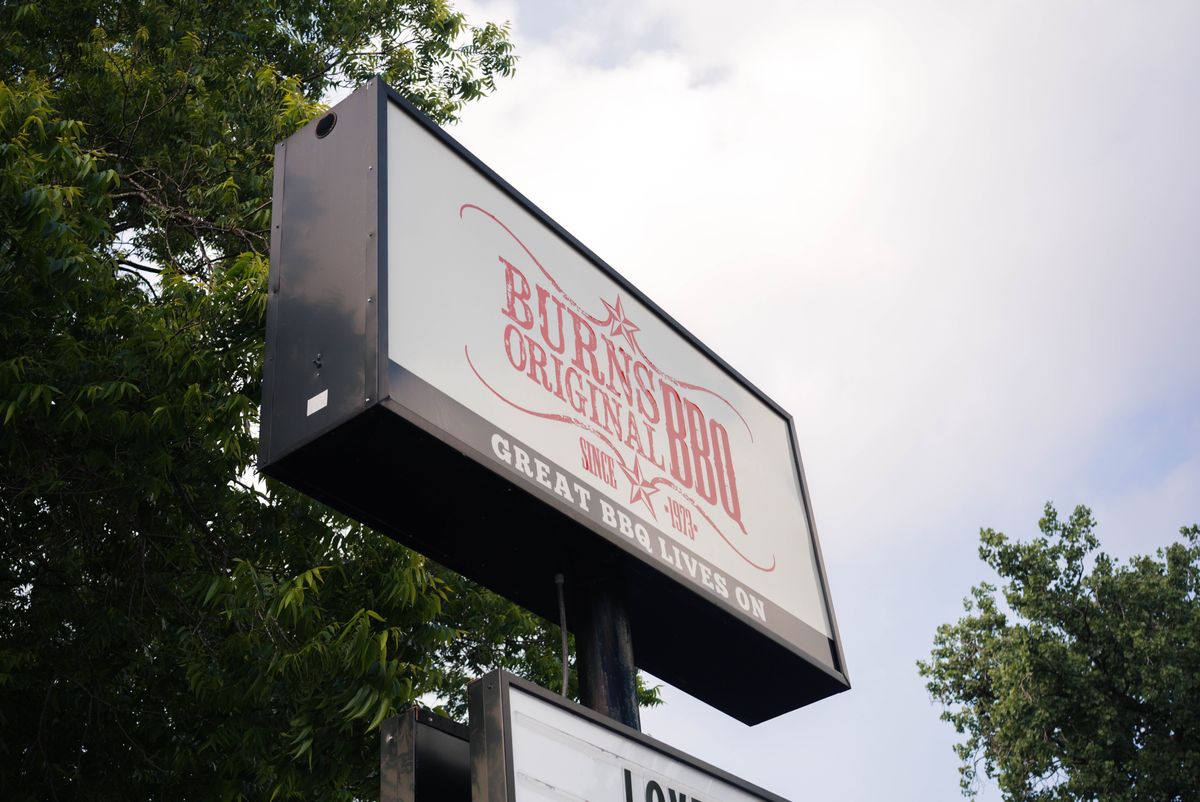 BURNS BBQ
ORIGINAL
SINCE -1973-
GREAT BBQ LIVES ON